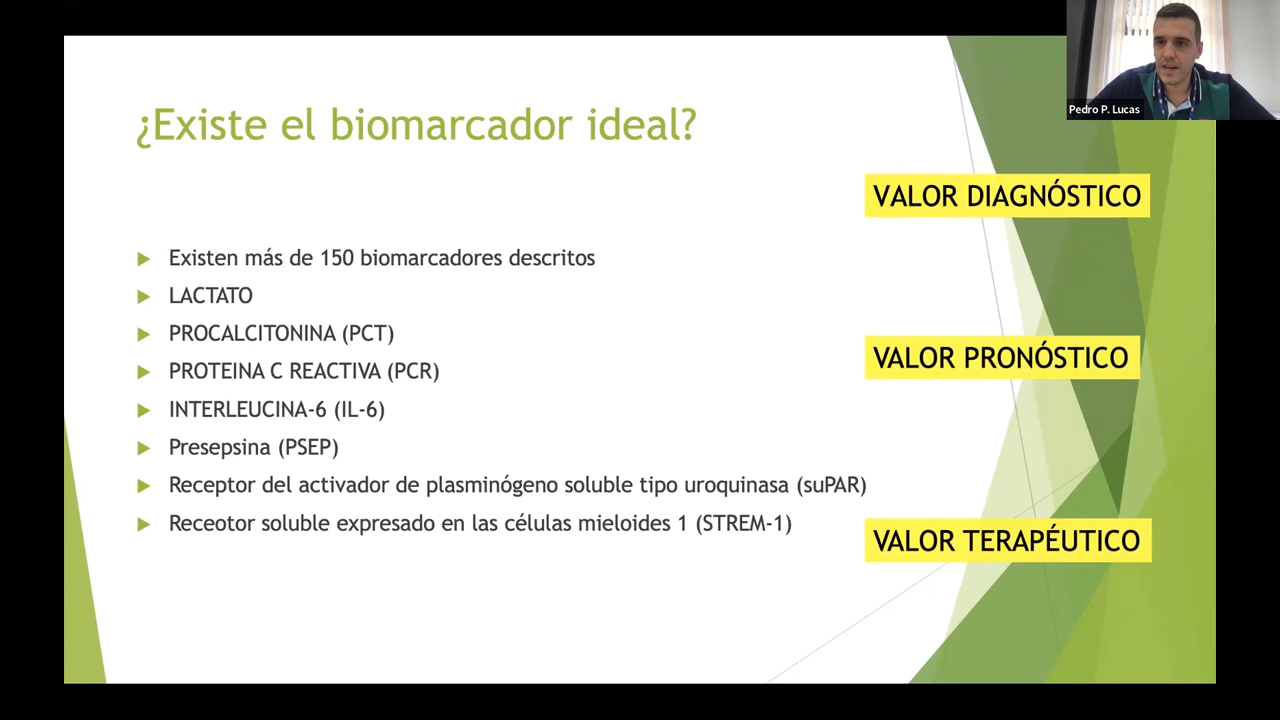 Pedro P. Lucas
¿Existe el biomarcador ideal?
VALOR DIAGNÓSTICO
Existen más de 150 biomarcadores descritos
LACTATO
PROCALCITONINA (PCT)
VALOR PRONÓSTICO
PROTEINA C REACTIVA (PCR)
INTERLEUCINA-6 (IL-6)
Presepsina (PSEP)
Receptor del activador de plasminógeno soluble tipo uroquinasa (suPAR)
Receotor soluble expresado en las células mieloides 1 (STREM-1)
VALOR TERAPÉUTICO